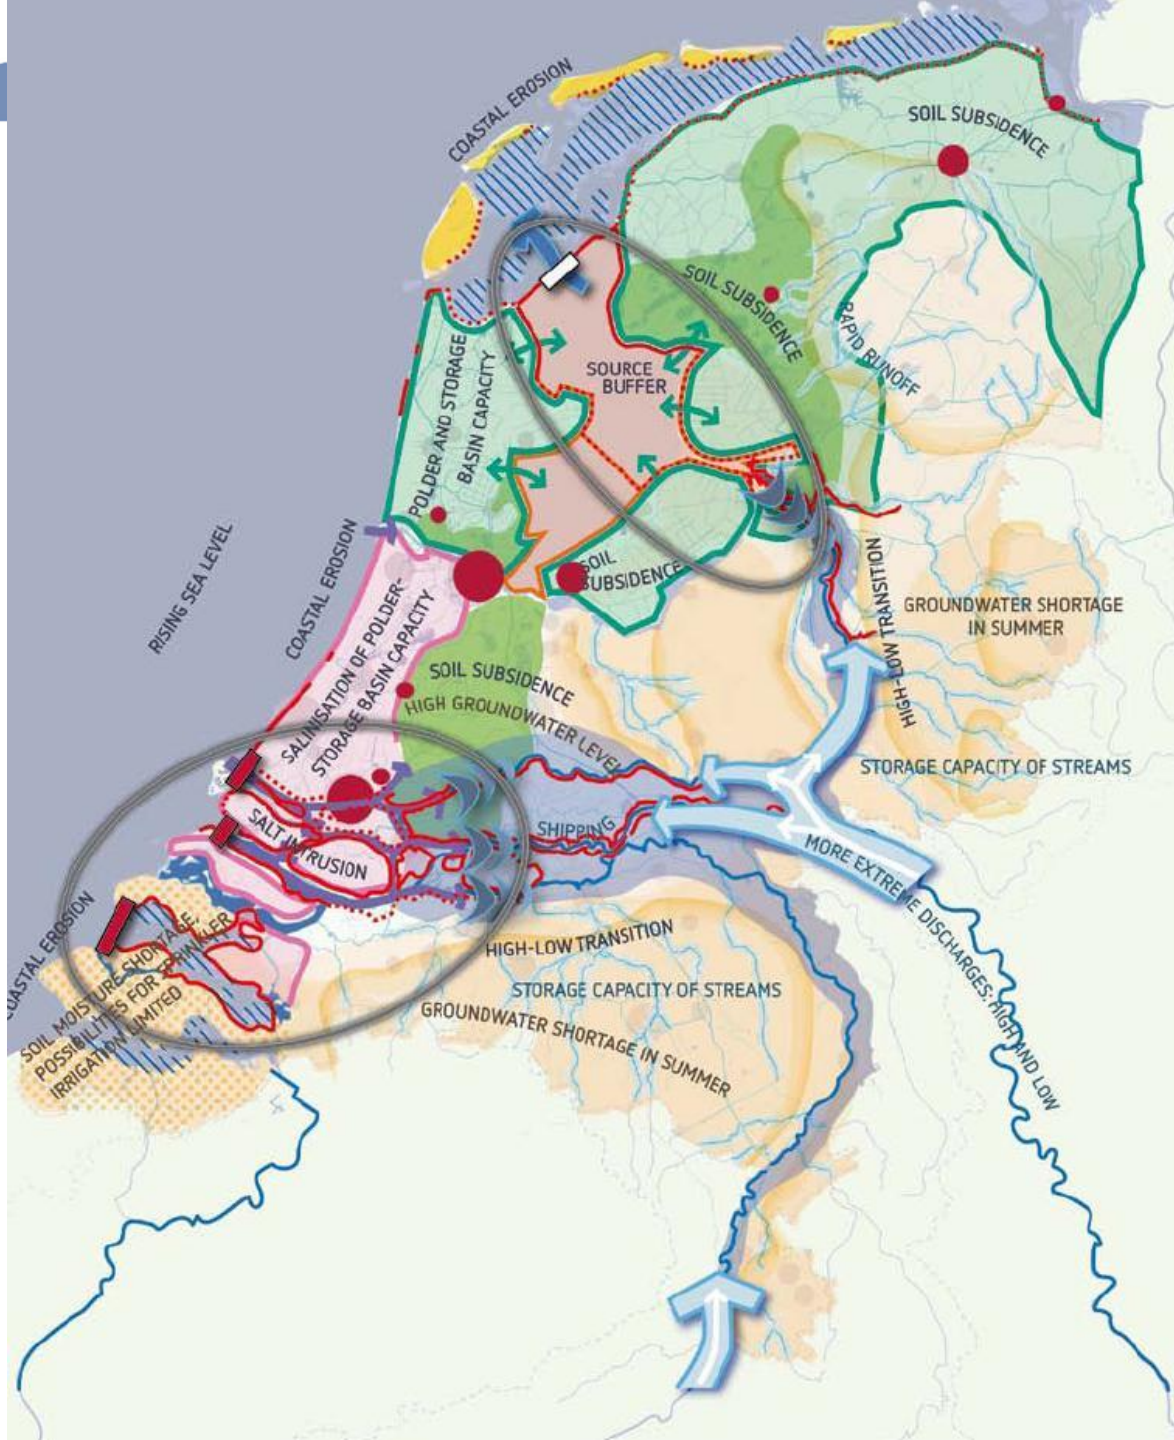 COASTAL EROSION
SOIL SUBSIDENCE
SOIL SUBSIDENCE
RAPID RUNOFF
SOURCE
BUFFER
POLDER AND STORAGE
BASIN CAPACITY
RISING SEA LEVEL
COASTAL EROSION
SOIL
SUBSIDENCE
HIGH-LOW TRANSITION
GROUNDWATER SHORTAGE
IN SUMMER
SALINISATION OF POLDER-
STORAGE BASIN CAPACITY
SOIL SUBSIDENCE
HIGH GROUNDWATER LEVEL
STORAGE CAPACITY OF STREAMS
SALT INTRUSION
SHIPPING
MORE EXTREME DISCHARGES: HIGH AND LOW
COASTAL EROSION
SOIL MOISTURE SHORTAGE,
POSSIBILITIES FOR SPRINKLER
IRRIGATION LIMITED
HIGH-LOW TRANSITION
STORAGE CAPACITY OF STREAMS
GROUNDWATER SHORTAGE IN SUMMER